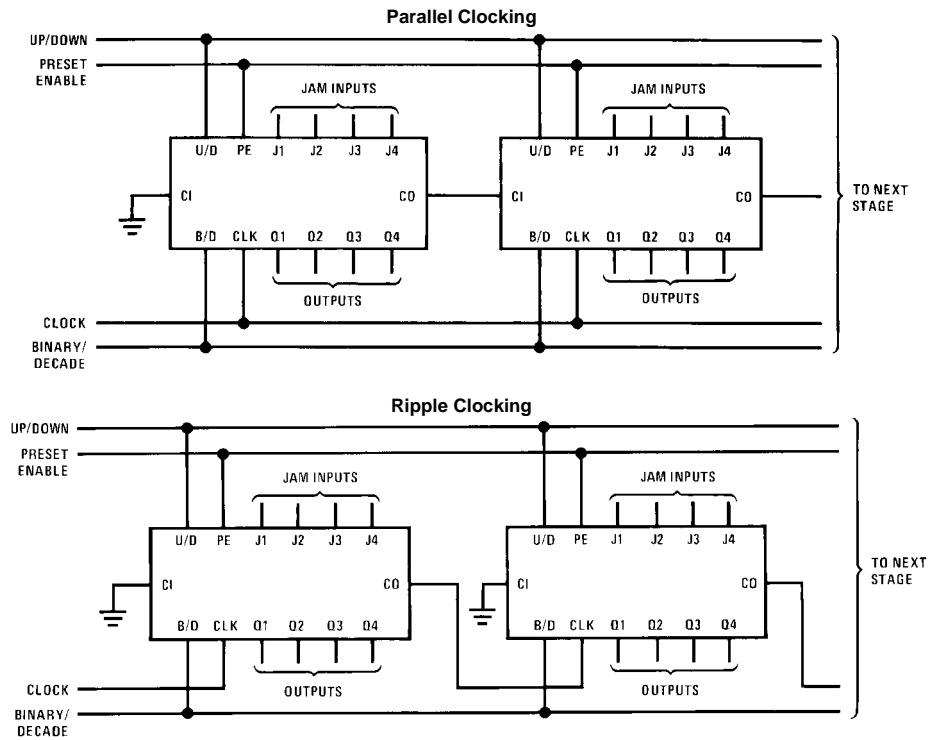 Parallel Clocking
UP/DOWN
PRESET
ENABLE
JAM INPUTS
JAM INPUTS
U/D PE J1 J2 J3 J4
U/D PE J1 J2 J3 J4
CI CO
CI CO
TO NEXT
STAGE
B/D CLK Q1 Q2 Q3 Q4
B/D CLK Q1 Q2 Q3 Q4
OUTPUTS
OUTPUTS
CLOCK
BINARY/
DECADE
Ripple Clocking
UP/DOWN
PRESET
ENABLE
JAM INPUTS
JAM INPUTS
U/D PE J1 J2 J3 J4
U/D PE J1 J2 J3 J4
CI CO
CI CO
TO NEXT
STAGE
B/D CLK Q1 Q2 Q3 Q4
B/D CLK Q1 Q2 Q3 Q4
OUTPUTS
OUTPUTS
CLOCK
BINARY/
DECADE